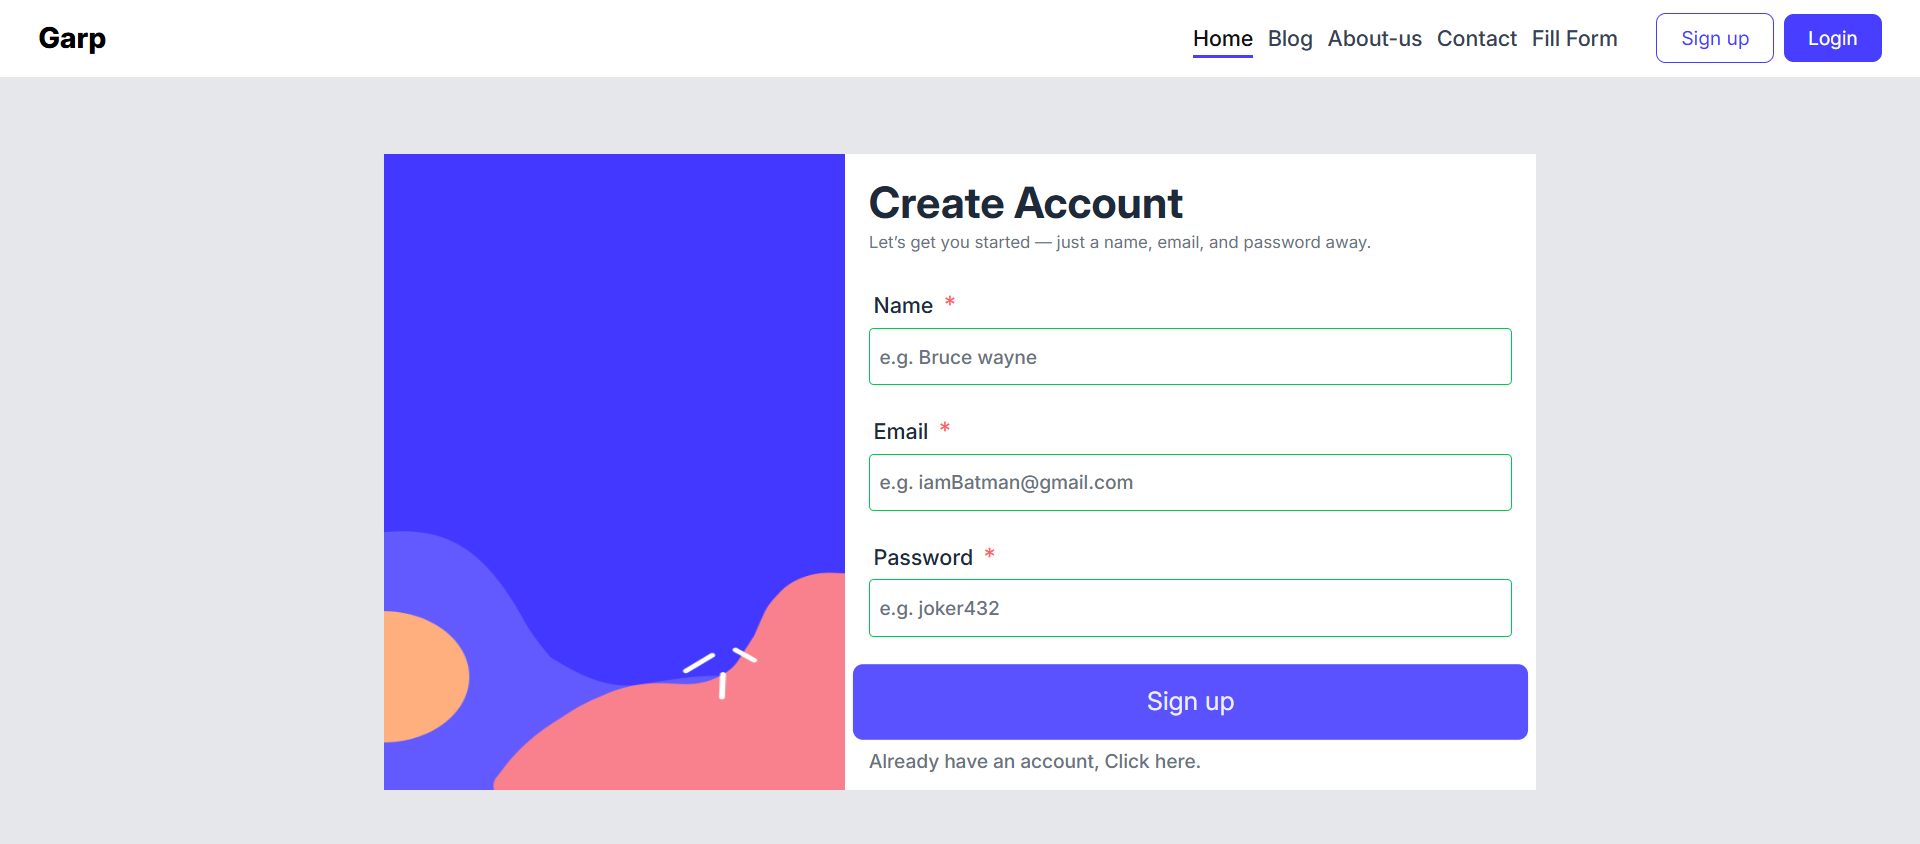 Garp
Home Blog About-us Contact Fill Form Sign up Login
Create Account
Let’s get you started — just a name, email, and password away.
Name *
e.g. Bruce wayne
Email *
e.g. iamBatman@gmail.com
Password *
e.g. joker432
Sign up
Already have an account, Click here.